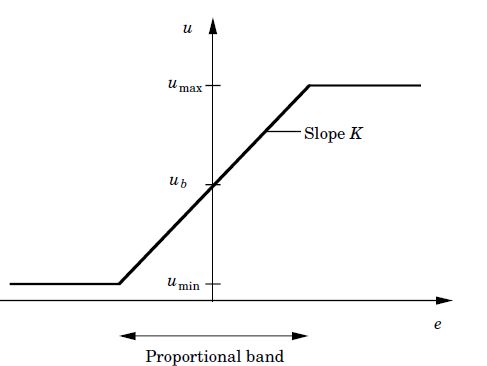 u
u max
Slope K
u b
u min
e
Proportional band